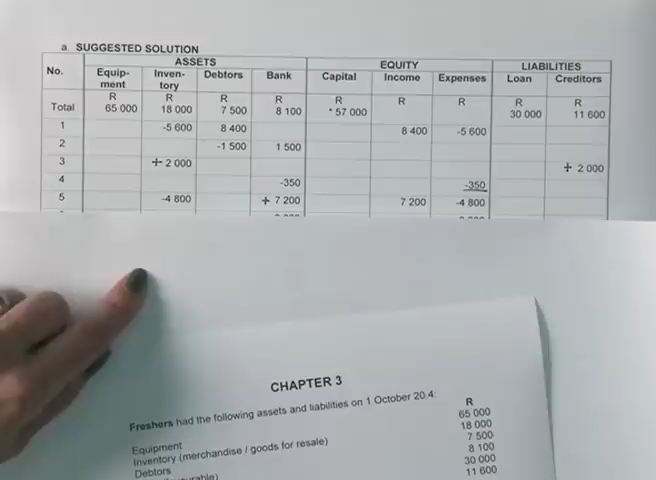 a. SUGGESTED SOLUTION
ASSETS EQUITY LIABILITIES
No. Equip-ment Inven-tory Debtors Bank Capital Income Expenses Loan Creditors
R R R R R R R R R
Total 65 000 18 000 7 500 8 100 * 57 000 30 000 11 600
1 -5 600 8 400 8 400 -5 600
2 -1 500 1 500
3 + 2 000 + 2 000
4 -350 -350
5 -4 800 + 7 200 7 200 -4 800
CHAPTER 3
Freshers had the following assets and liabilities on 1 October 20.4:
R
Equipment 65 000
Inventory (merchandise / goods for resale) 18 000
Debtors 7 500
8 100
30 000
11 600